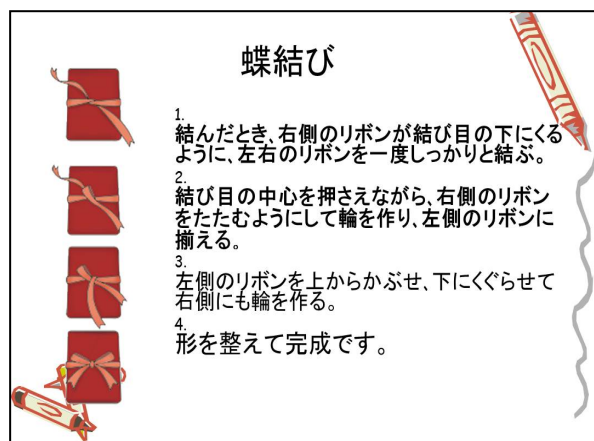 蝶結び
1.
結んだとき、右側のリボンが結び目の下にくる
ように、左右のリボンを一度しっかりと結ぶ。
2.
結び目の中心を押さえながら、右側のリボン
をたたむようにして輪を作り、左側のリボンに
揃える。
3.
左側のリボンを上からかぶせ、下にくぐらせて
右側にも輪を作る。
4.
形を整えて完成です。